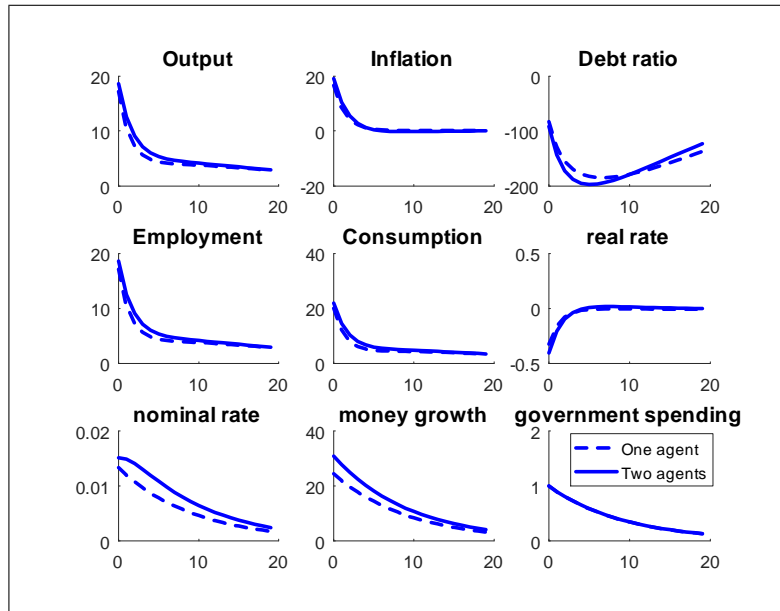 Output
Inflation
Debt ratio
20
10
0
0 10 20
20
0
-20
0 10 20
0
-100
-200
0 10 20
Employment
Consumption
real rate
20
10
0
0 10 20
40
20
0
0 10 20
0.5
0
-0.5
0 10 20
nominal rate
money growth
government spending
0.02
0.01
0
0 10 20
40
20
0
0 10 20
2
1
0
0 10 20
One agent
Two agents